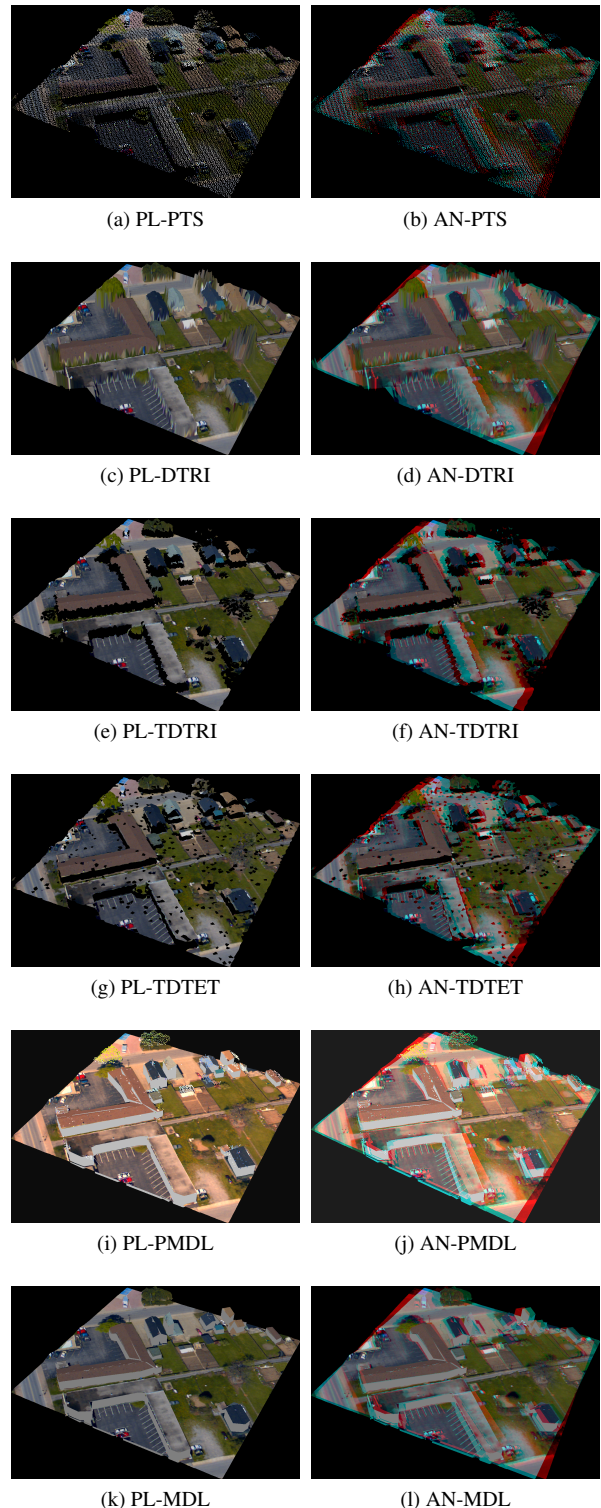 (a) PL-PTS
(b) AN-PTS
(c) PL-DTRI
(d) AN-DTRI
(e) PL-TDTRI
(f) AN-TDTRI
(g) PL-TDTET
(h) AN-TDTET
(i) PL-PMDL
(j) AN-PMDL
(k) PL-MDL
(l) AN-MDL